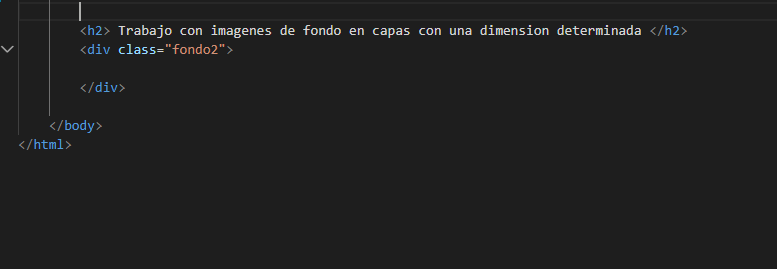 <h2> Trabajo con imagenes de fondo en capas con una dimension determinada </h2>
<div class="fondo2">
</div>
</body>
</html>